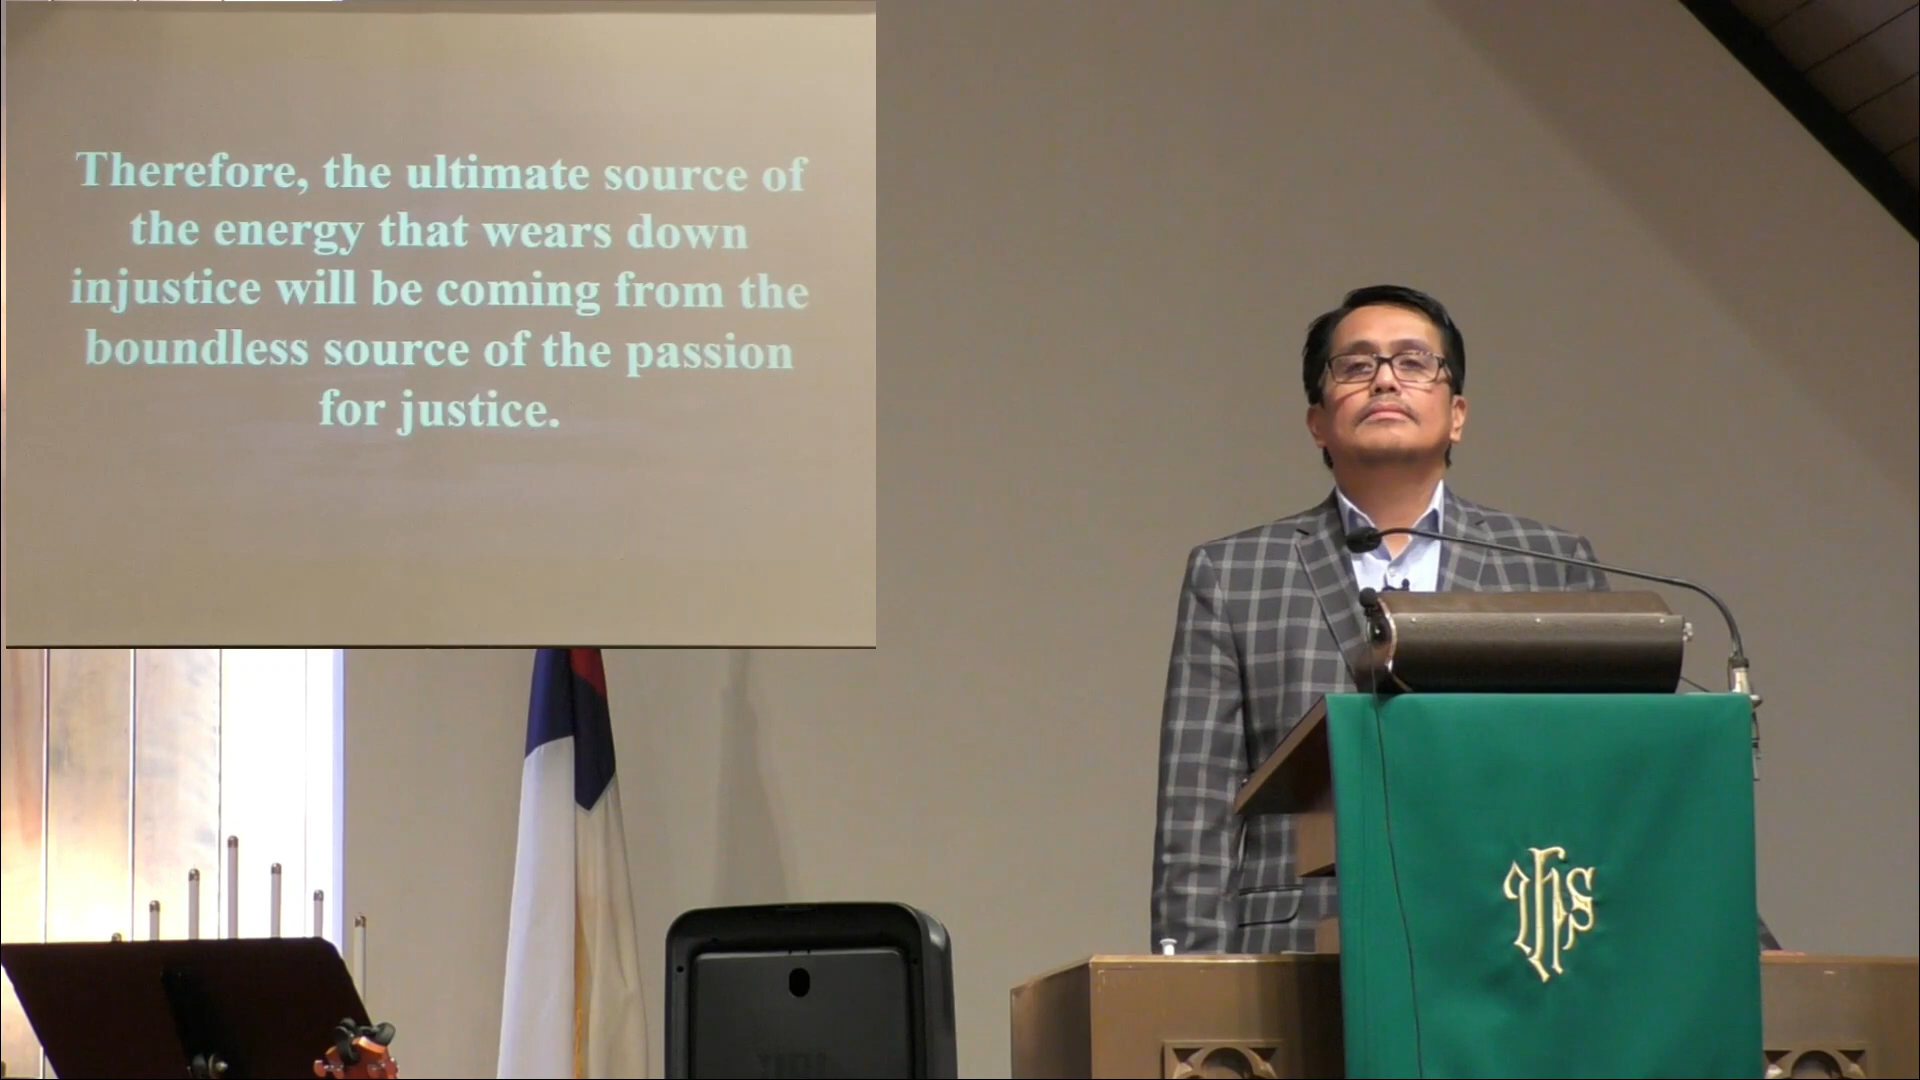 Therefore, the ultimate source of
the energy that wears down
injustice will be coming from the
boundless source of the passion
for justice.
IHS